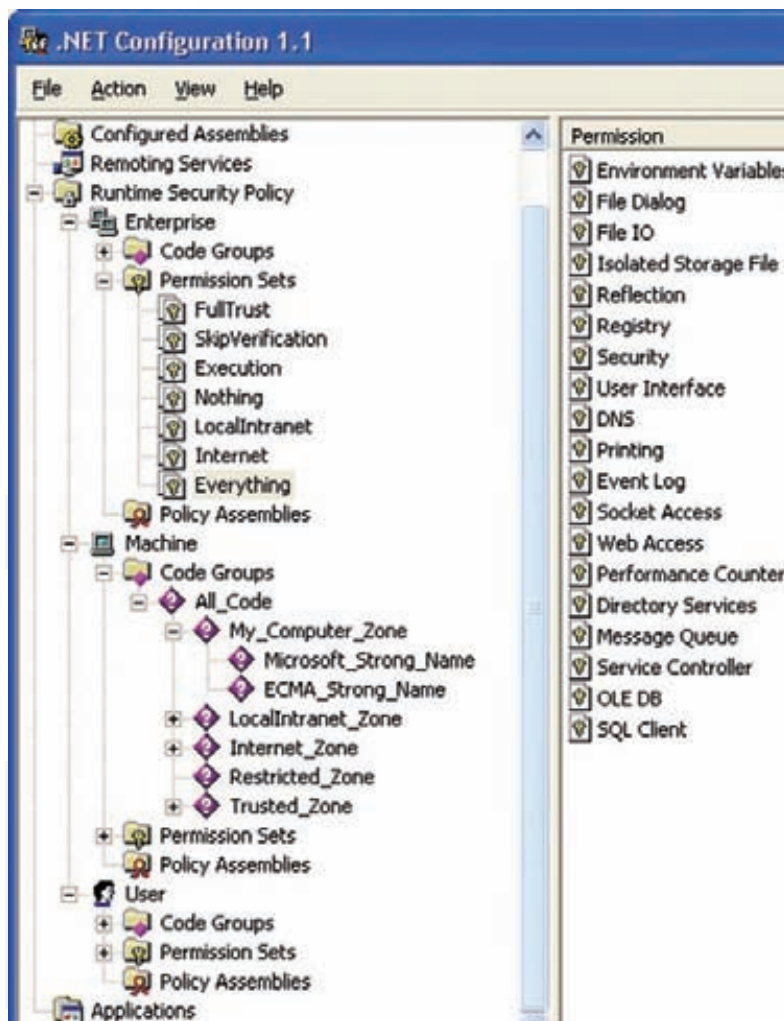 .NET Configuration 1.1
File Action View Help
Configured Assemblies
Remoting Services
Runtime Security Policy
Enterprise
Code Groups
Permission Sets
FullTrust
SkipVerification
Execution
Nothing
LocalIntranet
Internet
Everything
Policy Assemblies
Machine
Code Groups
All_Code
My_Computer_Zone
Microsoft_Strong_Name
ECMA_Strong_Name
LocalIntranet_Zone
Internet_Zone
Restricted_Zone
Trusted_Zone
Permission Sets
Policy Assemblies
User
Code Groups
Permission Sets
Policy Assemblies
Applications
Permission
Environment Variables
File Dialog
File IO
Isolated Storage File
Reflection
Registry
Security
User Interface
DNS
Printing
Event Log
Socket Access
Web Access
Performance Counter
Directory Services
Message Queue
Service Controller
OLE DB
SQL Client